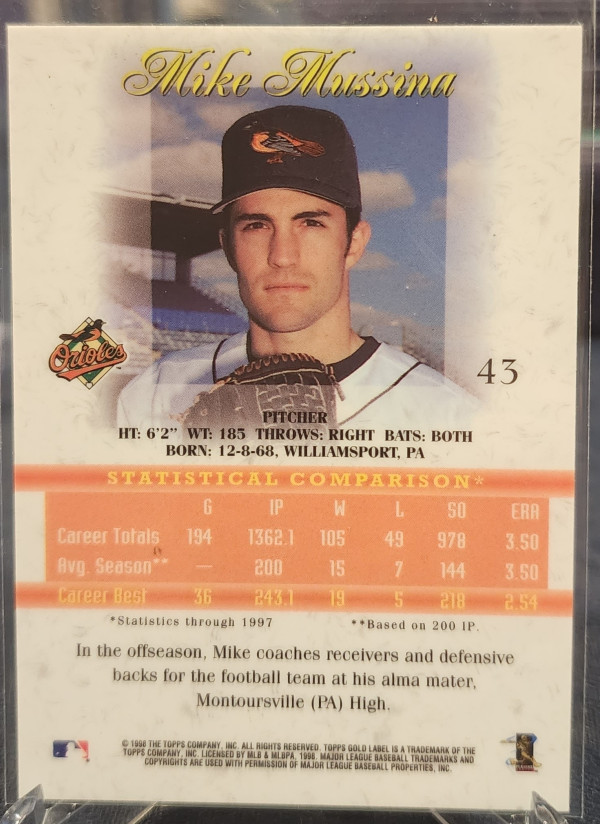 Mike Mussina
Orioles
43
PITCHER
HT: 6'2" WT: 185 THROWS: RIGHT BATS: BOTH
BORN: 12-8-68, WILLIAMSPORT, PA
STATISTICAL COMPARISON*
G IP W L SO ERA
Career Totals 194 1362.1 105 49 978 3.50
Avg. Season** — 200 15 7 144 3.50
Career Best 36 243.1 19 5 218 2.54
*Statistics through 1997 **Based on 200 IP.
In the offseason, Mike coaches receivers and defensive
backs for the football team at his alma mater,
Montoursville (PA) High.
© 1998 THE TOPPS COMPANY, INC. ALL RIGHTS RESERVED. TOPPS GOLD LABEL IS A TRADEMARK OF THE
TOPPS COMPANY, INC. LICENSED BY MLB & MLBPA, 1998. MAJOR LEAGUE BASEBALL TRADEMARKS AND
COPYRIGHTS ARE USED WITH PERMISSION OF MAJOR LEAGUE BASEBALL PROPERTIES, INC.